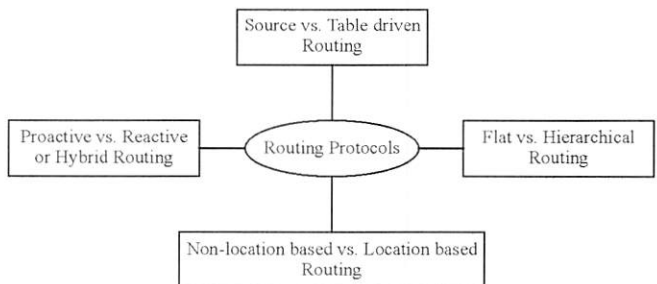 Source vs. Table driven
Routing
Proactive vs. Reactive
or Hybrid Routing
Routing Protocols
Flat vs. Hierarchical
Routing
Non-location based vs. Location based
Routing